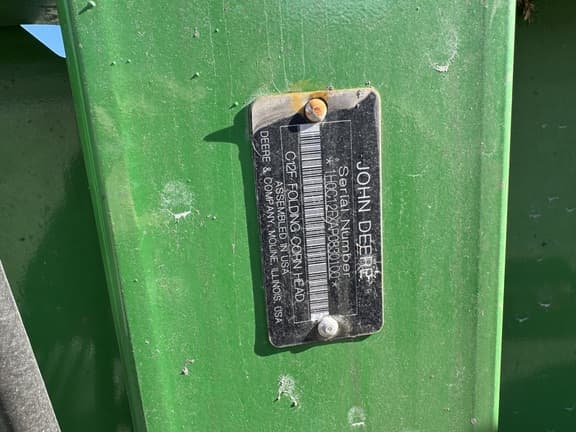 JOHN DEERE
Serial Number
C12F FOLDING CORN HEAD
ASSEMBLED IN USA
DEERE & COMPANY, MOLINE, ILLINOIS, USA